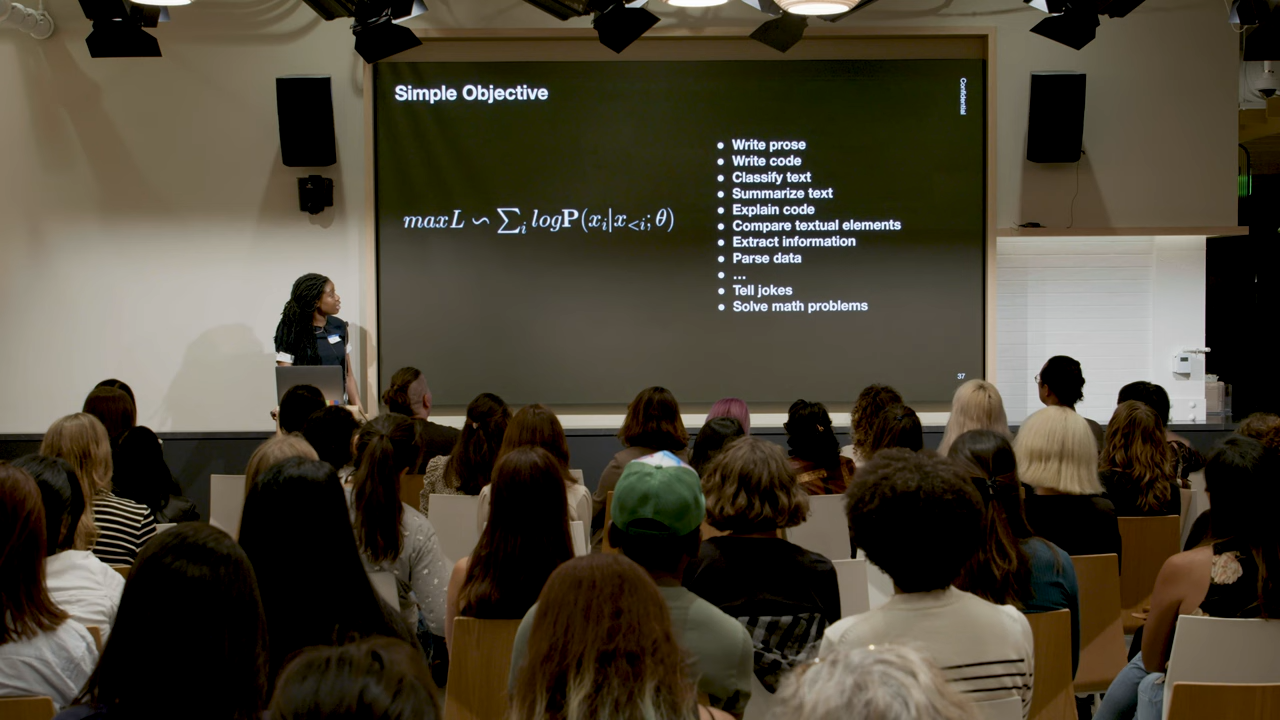 Simple Objective
Confidential
maxL ∽ ∑ᵢ logP(xᵢ|x<ᵢ; θ)
● Write prose
● Write code
● Classify text
● Summarize text
● Explain code
● Compare textual elements
● Extract information
● Parse data
● ...
● Tell jokes
● Solve math problems
37